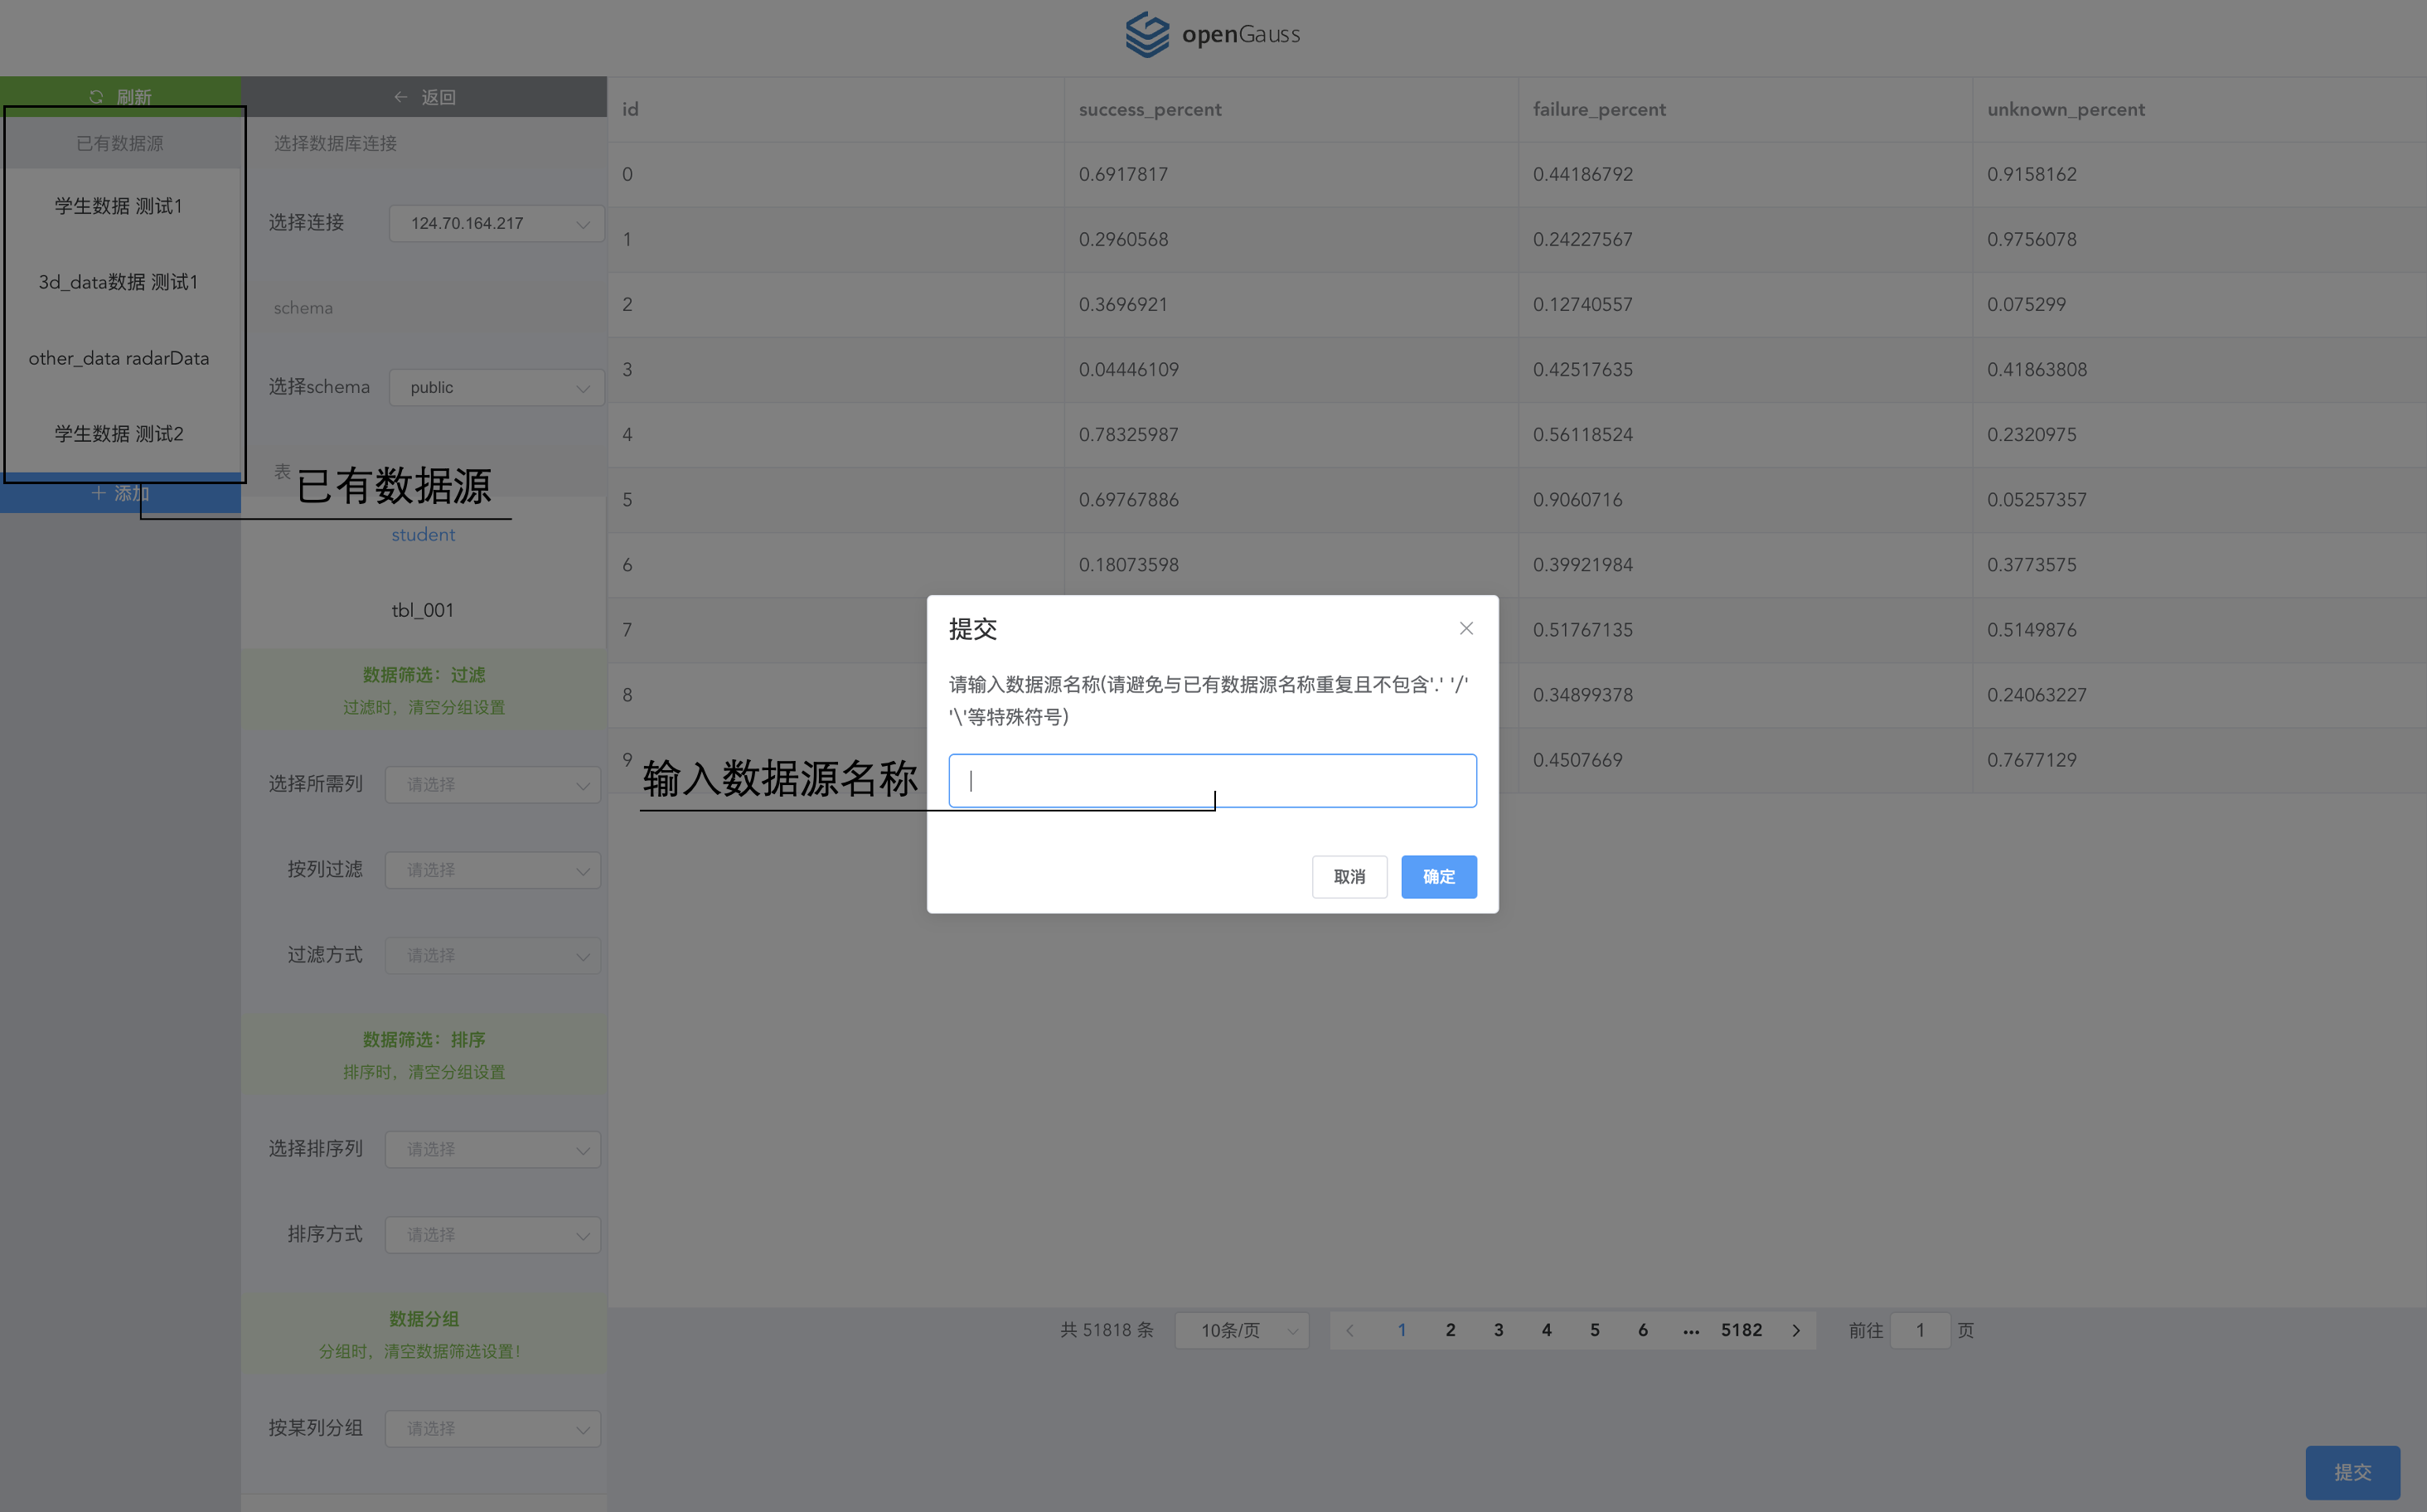 openGauss
刷新
已有数据源
学生数据 测试1
3d_data数据 测试1
other_data radarData
学生数据 测试2
添加
已有数据源
返回
选择数据库连接
选择连接 124.70.164.217
schema
选择schema public
表
student
tbl_001
数据筛选：过滤
过滤时，清空分组设置
选择所需列 请选择
按列过滤 请选择
过滤方式 请选择
数据筛选：排序
排序时，清空分组设置
选择排序列 请选择
排序方式 请选择
数据分组
分组时，清空数据筛选设置！
按某列分组 请选择
id success_percent failure_percent unknown_percent
0 0.6917817 0.44186792 0.9158162
1 0.2960568 0.24227567 0.9756078
2 0.3696921 0.12740557 0.075299
3 0.04446109 0.42517635 0.41863808
4 0.78325987 0.56118524 0.2320975
5 0.69767886 0.9060716 0.05257357
6 0.18073598 0.39921984 0.3773575
7 0.51767135 0.5149876
8 0.34899378 0.24063227
9 0.4507669 0.7677129
提交
请输入数据源名称(请避免与已有数据源名称重复且不包含'.' '/'
'\'等特殊符号)
输入数据源名称
取消 确定
共 51818 条 10条/页 1 2 3 4 5 6 ... 5182 前往 1 页
提交